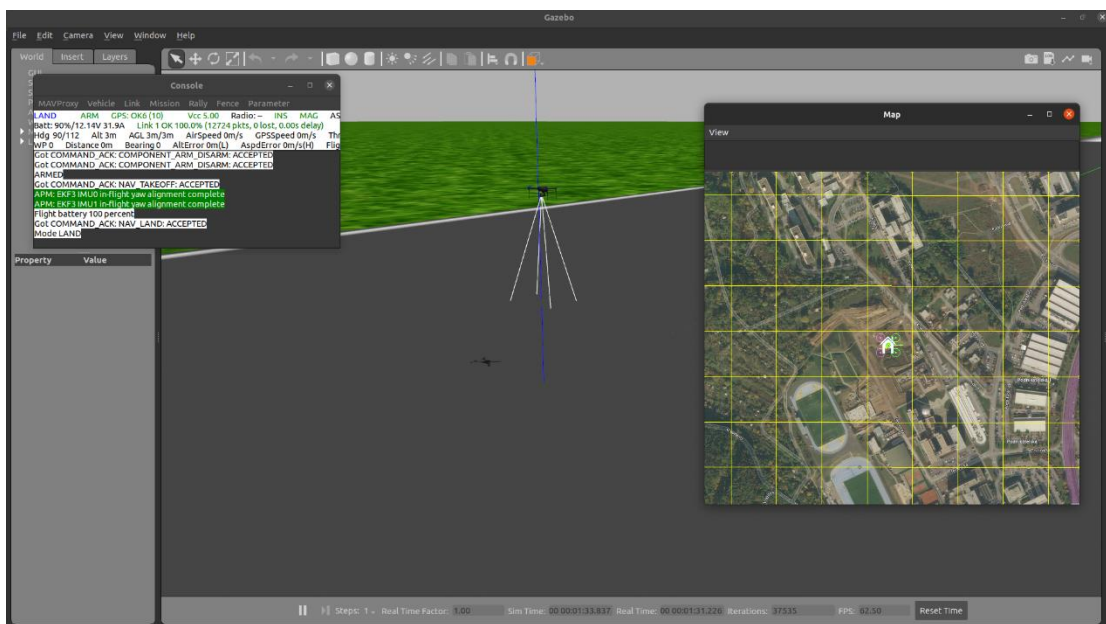 Gazebo
File Edit Camera View Window Help
World Insert Layers
GUI
Console
MAVProxy Vehicle Link Mission Rally Fence Parameter
LAND ARM GPS: OK6 (10) Vcc 5.00 Radio: -- INS MAG AS
Batt: 90%/12.14V 31.9A Link 1 OK 100.0% (12724 pkts, 0 lost, 0.00s delay)
Hdg 90/112 Alt 3m AGL 3m/3m AirSpeed 0m/s GPSSpeed 0m/s Thr
WP 0 Distance 0m Bearing 0 AltError 0m(L) AspdError 0m/s(H) Flig
Got COMMAND_ACK: COMPONENT_ARM_DISARM: ACCEPTED
Got COMMAND_ACK: COMPONENT_ARM_DISARM: ACCEPTED
ARMED
Got COMMAND_ACK: NAV_TAKEOFF: ACCEPTED
APM: EKF3 IMU0 in-flight yaw alignment complete
APM: EKF3 IMU1 in-flight yaw alignment complete
Flight battery 100 percent
Got COMMAND_ACK: NAV_LAND: ACCEPTED
Mode LAND
Property Value
Map
View
Steps: 1 Real Time Factor: 1.00 Sim Time: 00 00:01:33.837 Real Time: 00 00:01:31.226 Iterations: 37535 FPS: 62.50 Reset Time